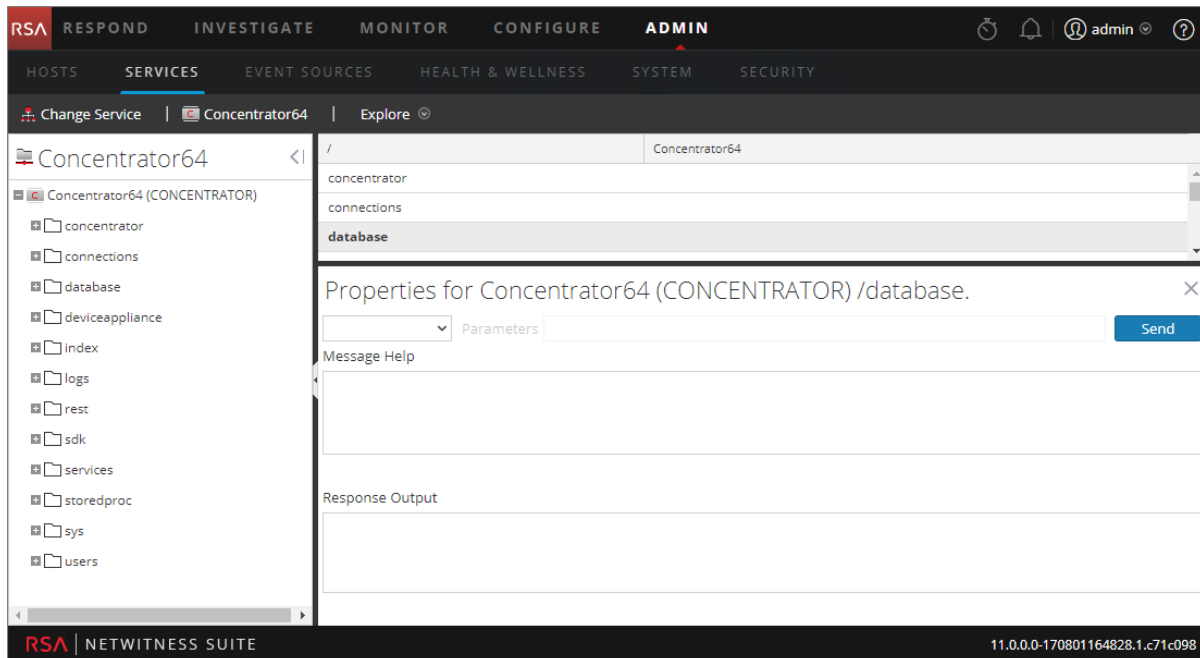 RSA RESPOND INVESTIGATE MONITOR CONFIGURE ADMIN admin ?
HOSTS SERVICES EVENT SOURCES HEALTH & WELLNESS SYSTEM SECURITY
Change Service | C Concentrator64 | Explore
Concentrator64
C Concentrator64 (CONCENTRATOR)
concentrator
connections
database
deviceappliance
index
logs
rest
sdk
services
storedproc
sys
users
/ Concentrator64
concentrator
connections
database
Properties for Concentrator64 (CONCENTRATOR) /database.
Parameters Send
Message Help
Response Output
RSA | NETWITNESS SUITE 11.0.0.0-170801164828.1.c71c098